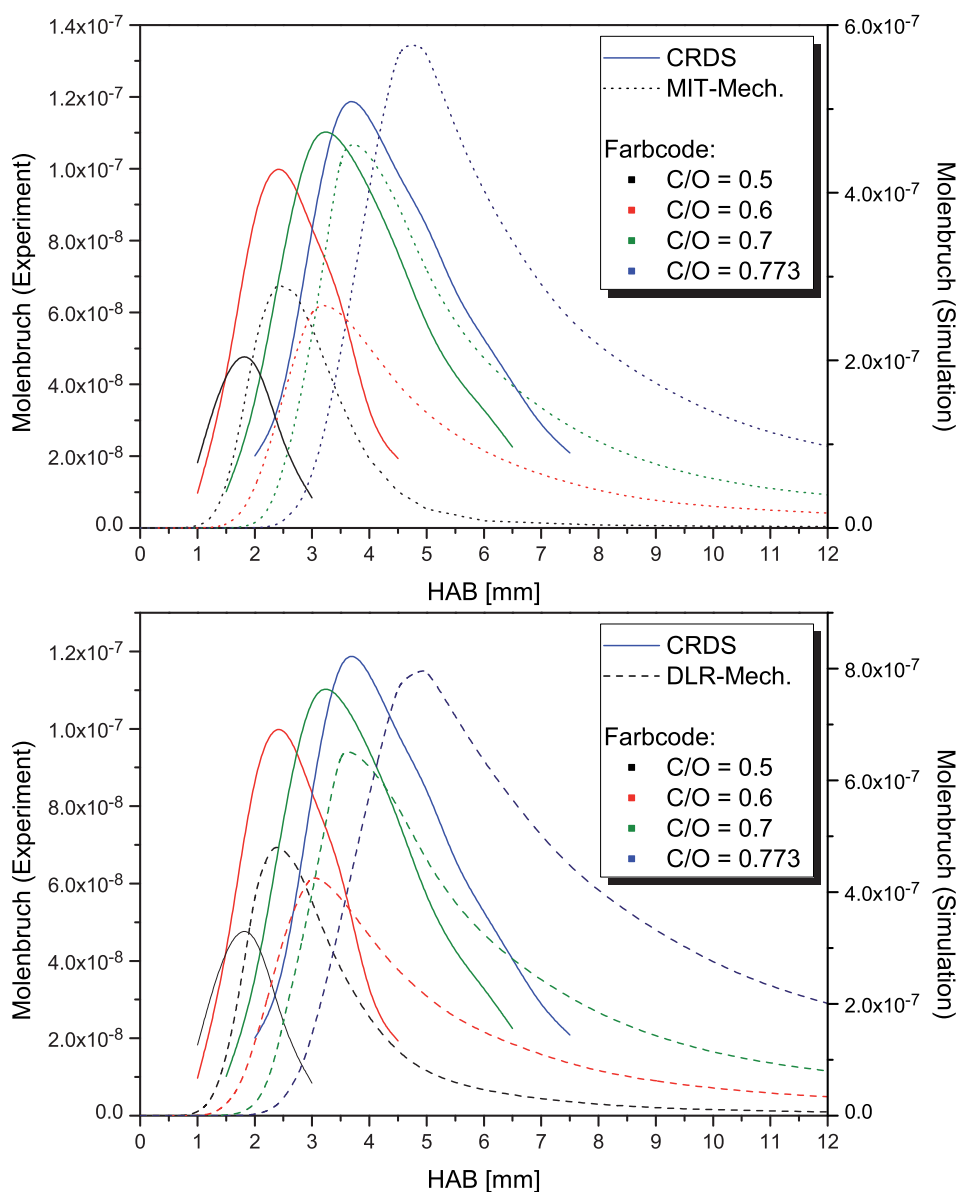 1.4x10⁻⁷
1.2x10⁻⁷
1.0x10⁻⁷
8.0x10⁻⁸
6.0x10⁻⁸
4.0x10⁻⁸
2.0x10⁻⁸
0.0
Molenbruch (Experiment)
6.0x10⁻⁷
4.0x10⁻⁷
2.0x10⁻⁷
0.0
Molenbruch (Simulation)
CRDS
MIT-Mech.
Farbcode:
C/O = 0.5
C/O = 0.6
C/O = 0.7
C/O = 0.773
0 1 2 3 4 5 6 7 8 9 10 11 12
HAB [mm]
1.2x10⁻⁷
1.0x10⁻⁷
8.0x10⁻⁸
6.0x10⁻⁸
4.0x10⁻⁸
2.0x10⁻⁸
0.0
Molenbruch (Experiment)
8.0x10⁻⁷
6.0x10⁻⁷
4.0x10⁻⁷
2.0x10⁻⁷
0.0
Molenbruch (Simulation)
CRDS
DLR-Mech.
Farbcode:
C/O = 0.5
C/O = 0.6
C/O = 0.7
C/O = 0.773
0 1 2 3 4 5 6 7 8 9 10 11 12
HAB [mm]